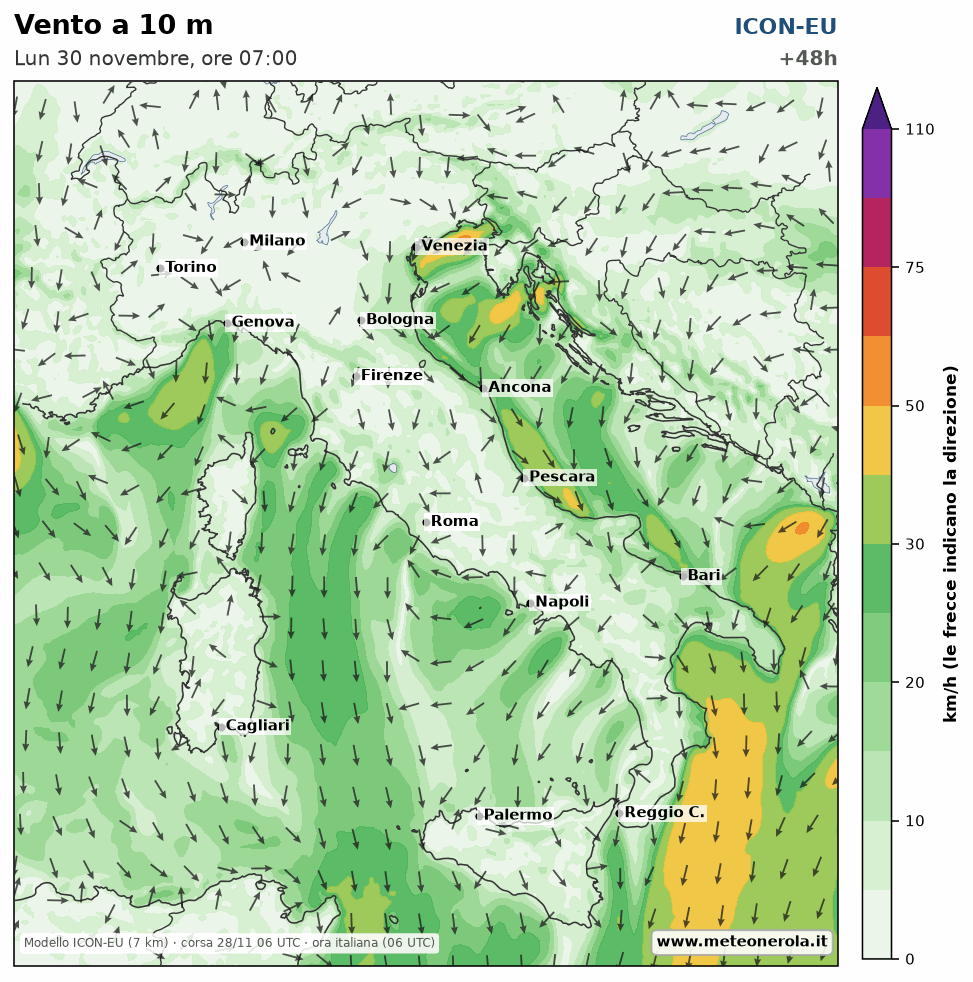 Vento a 10 m
ICON-EU
Lun 30 novembre, ore 07:00
+48h
110
Milano
Venezia
Torino
75
Genova
Bologna
Firenze
Ancona
50
Pescara
Roma
30
Bari
Napoli
20
Cagliari
Palermo
Reggio C.
10
Modello ICON-EU (7 km) · corsa 28/11 06 UTC · ora italiana (06 UTC)
www.meteonerola.it
0
km/h (le frecce indicano la direzione)